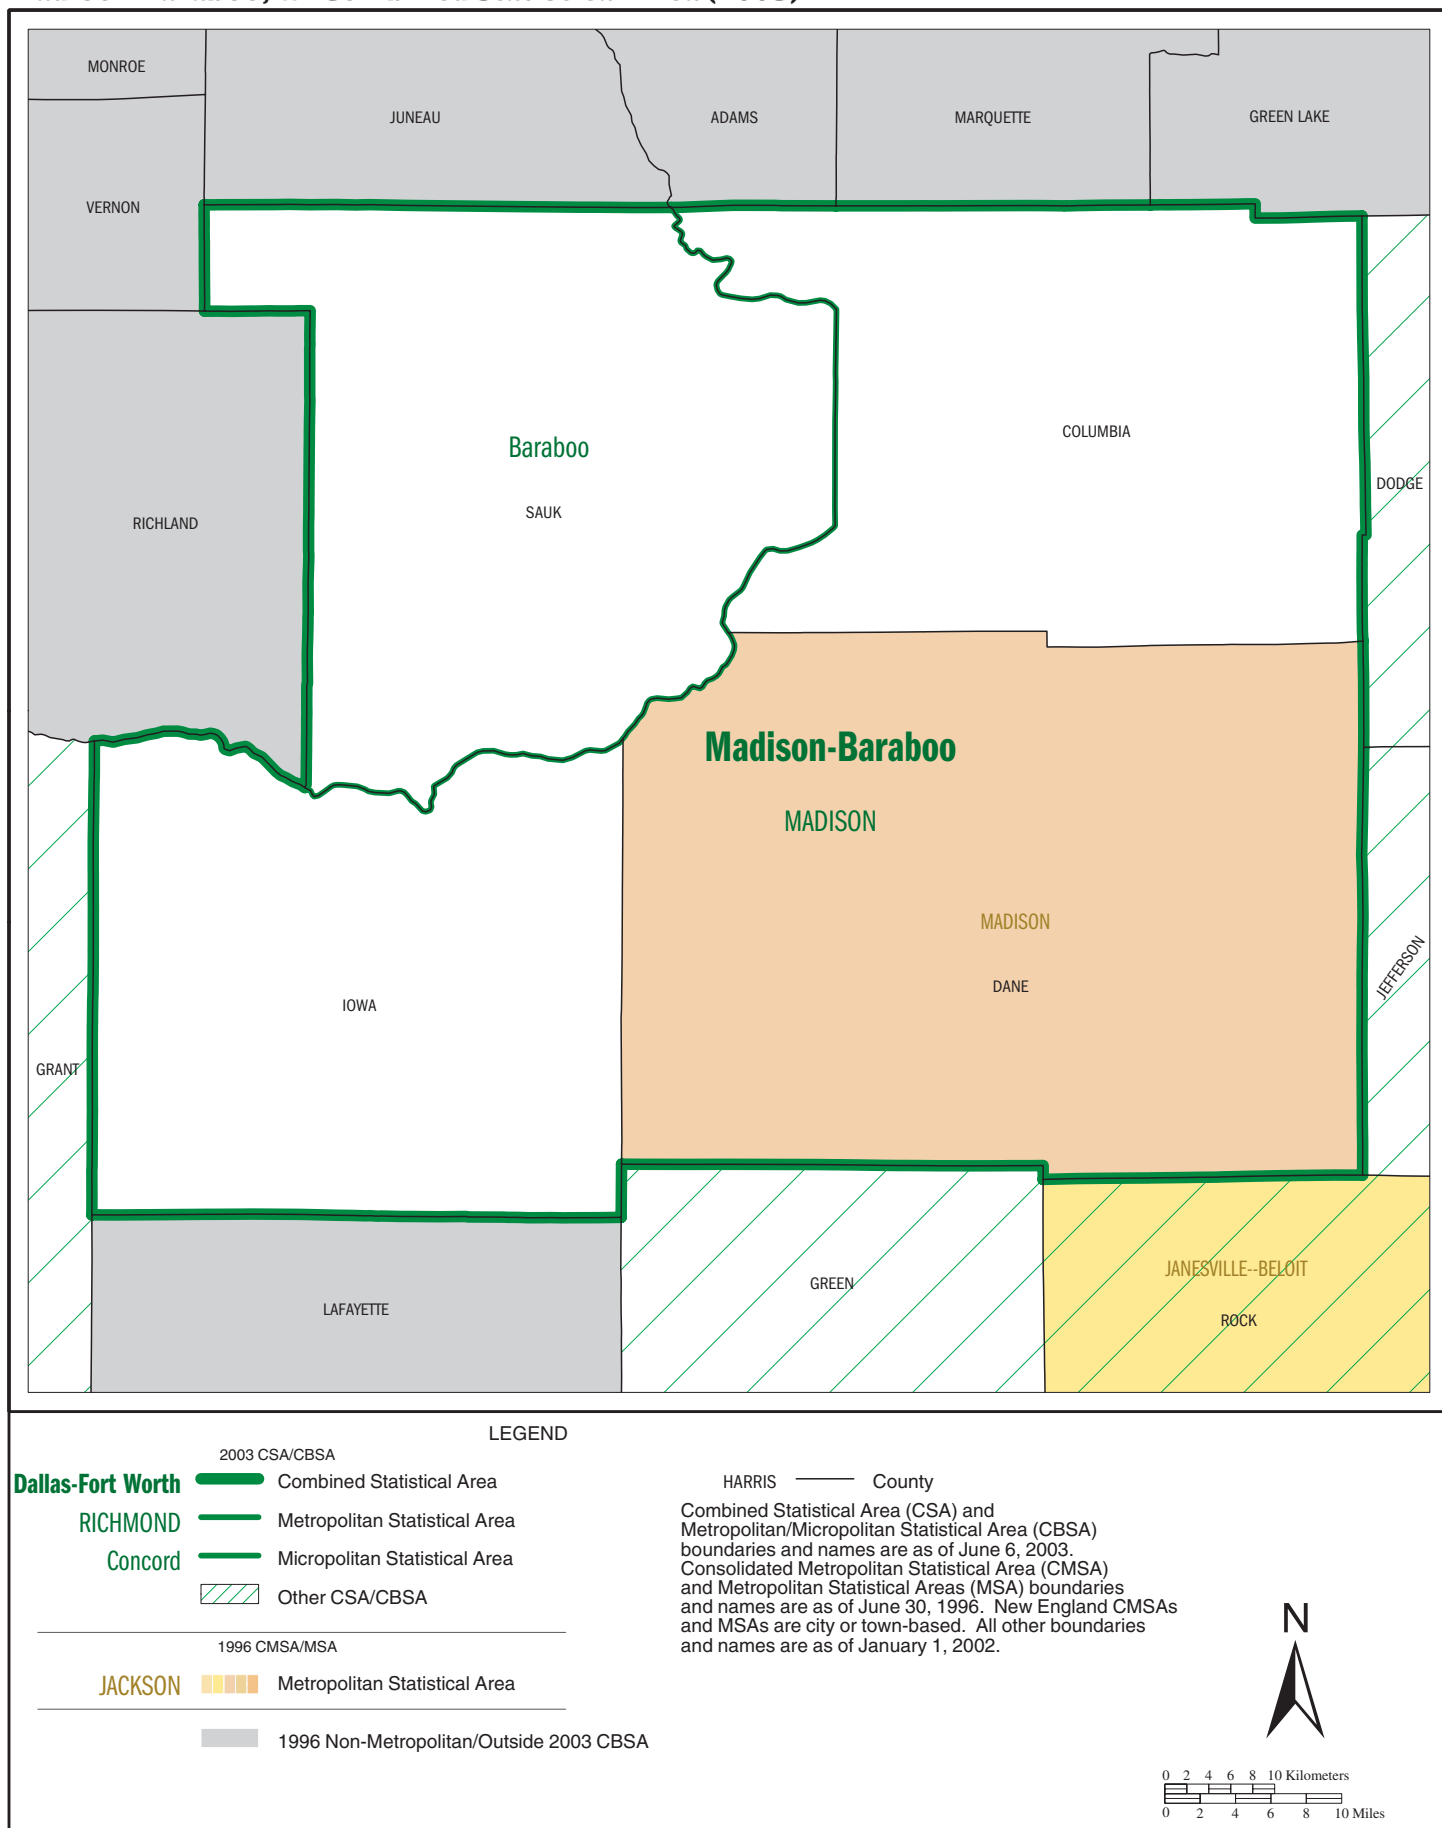 MONROE
JUNEAU
ADAMS
MARQUETTE
GREEN LAKE
VERNON
COLUMBIA
Baraboo
DODGE
SAUK
RICHLAND
Madison-Baraboo
MADISON
MADISON
JEFFERSON
DANE
IOWA
GRANT
JANESVILLE--BELOIT
GREEN
LAFAYETTE
ROCK
LEGEND
2003 CSA/CBSA
Dallas-Fort Worth Combined Statistical Area
RICHMOND Metropolitan Statistical Area
Concord Micropolitan Statistical Area
Other CSA/CBSA
1996 CMSA/MSA
JACKSON Metropolitan Statistical Area
1996 Non-Metropolitan/Outside 2003 CBSA
HARRIS County
Combined Statistical Area (CSA) and
Metropolitan/Micropolitan Statistical Area (CBSA)
boundaries and names are as of June 6, 2003.
Consolidated Metropolitan Statistical Area (CMSA)
and Metropolitan Statistical Areas (MSA) boundaries
and names are as of June 30, 1996. New England CMSAs
and MSAs are city or town-based. All other boundaries
and names are as of January 1, 2002.
N
0 2 4 6 8 10 Kilometers
0 2 4 6 8 10 Miles